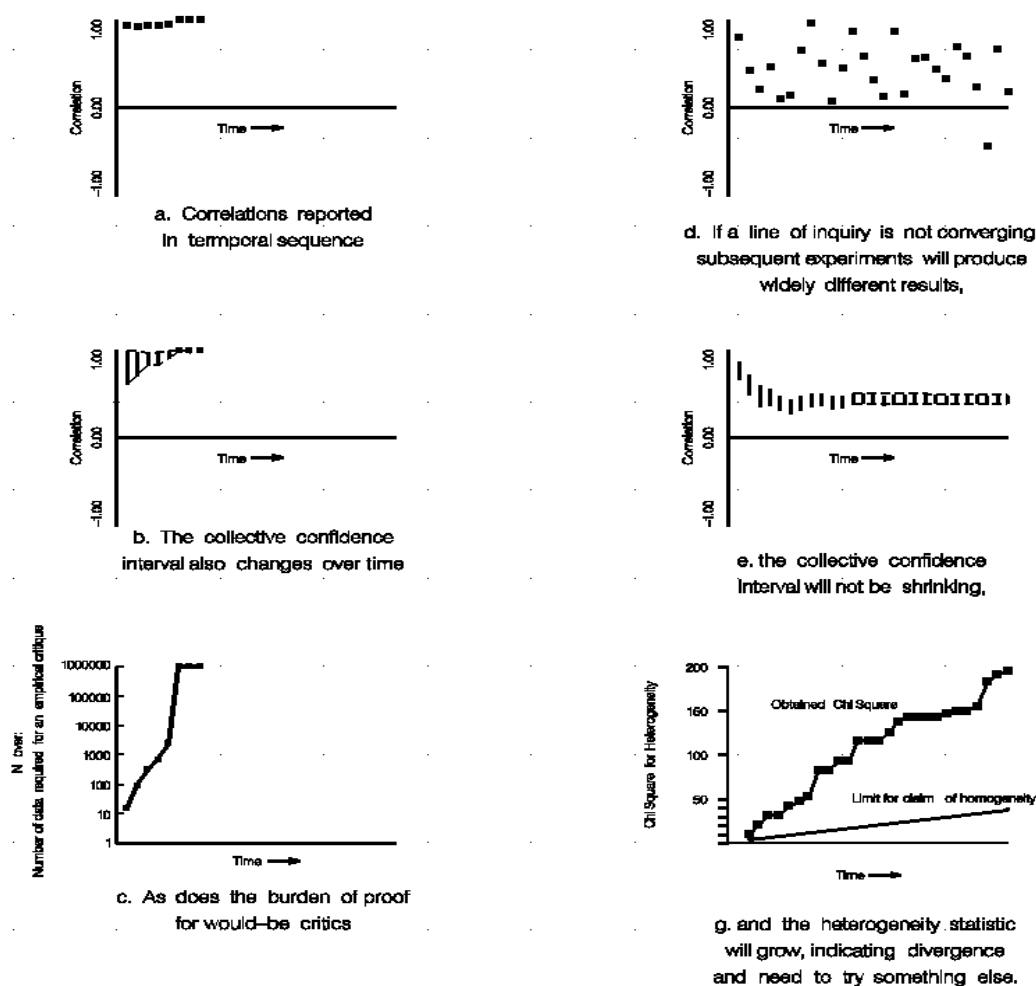 1.00
0.00
-1.00
Correlation
Time
a. Correlations reported
in termporal sequence
1.00
0.00
-1.00
Correlation
Time
b. The collective confidence
interval also changes over time
N over:
Number of data required for an empirical critique
1000000
100000
10000
1000
100
10
1
Time
c. As does the burden of proof
for would-be critics
1.00
0.00
-1.00
Correlation
Time
d. If a line of inquiry is not converging
subsequent experiments will produce
widely different results,
1.00
0.00
-1.00
Correlation
Time
e. the collective confidence
interval will not be shrinking,
Chi Square for Heterogeneity
200
150
100
50
Obtained Chi Square
Limit for claim of homogeneity
Time
g. and the heterogeneity statistic
will grow, indicating divergence
and need to try something else.